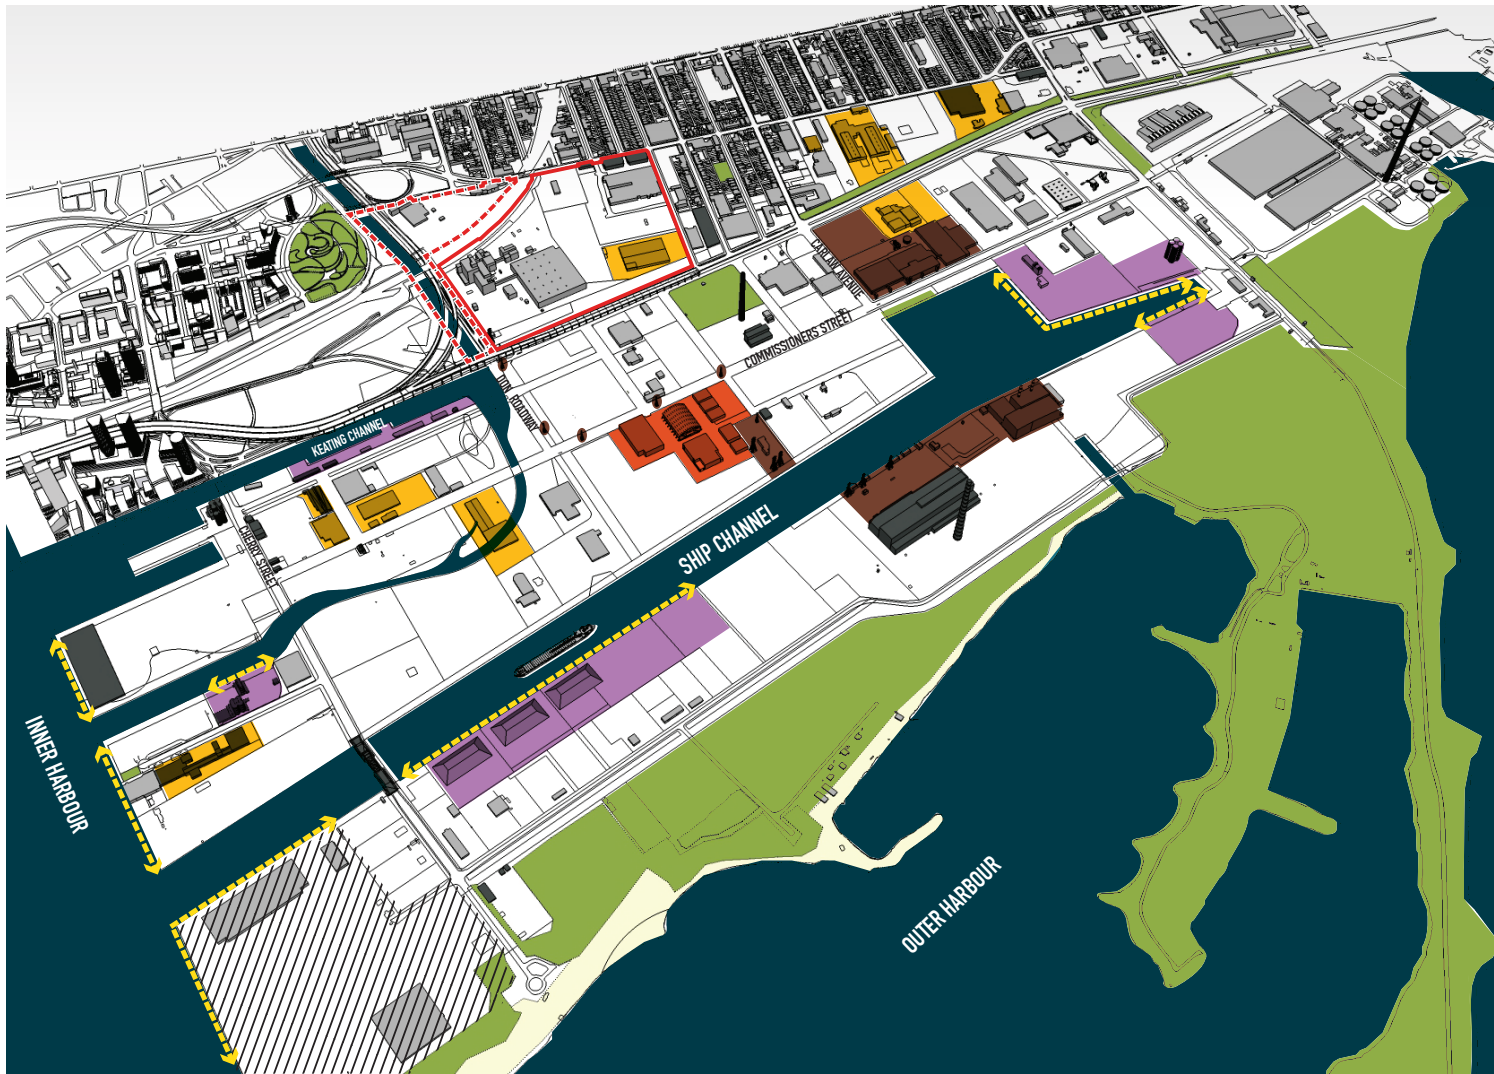 CARLAW AVENUE
COMMISSIONERS STREET
DON ROADWAY
KEATING CHANNEL
CHERRY STREET
SHIP CHANNEL
INNER HARBOUR
OUTER HARBOUR